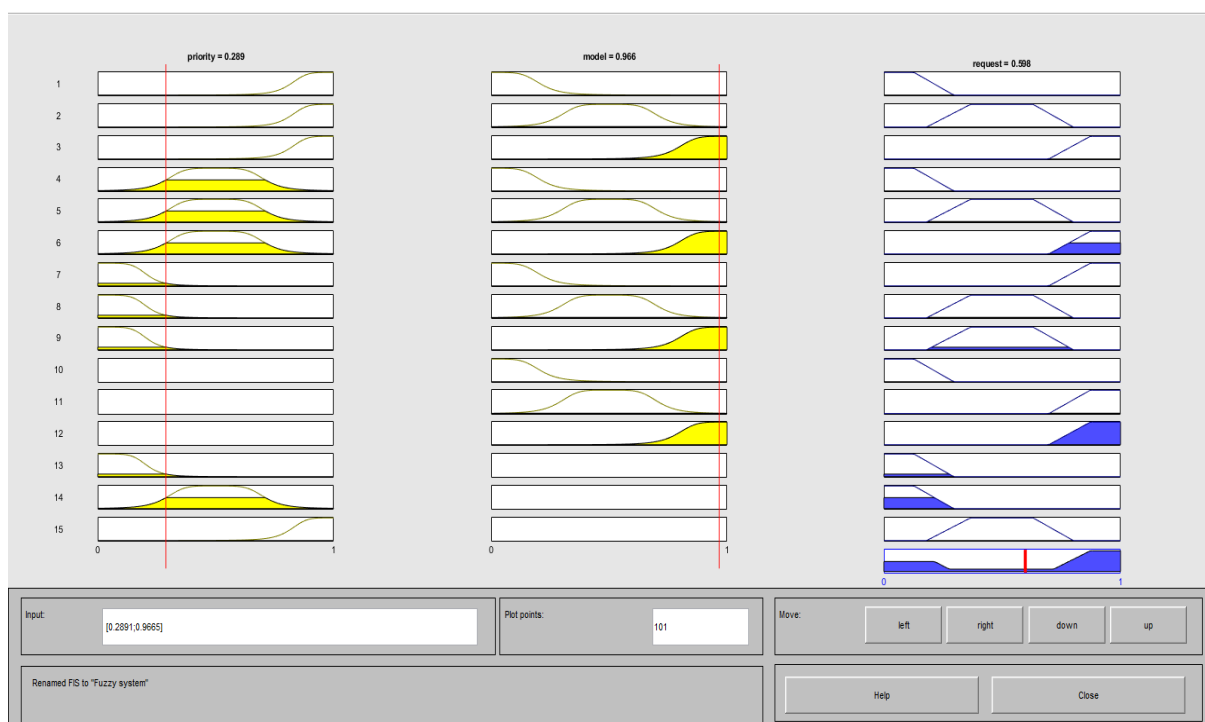 priority = 0.289
model = 0.966
request = 0.598
1
2
3
4
5
6
7
8
9
10
11
12
13
14
15
0
1
0
1
0
1
Input:
[0.2891;0.9665]
Plot points:
101
Move:
left
right
down
up
Renamed FIS to "Fuzzy system"
Help
Close